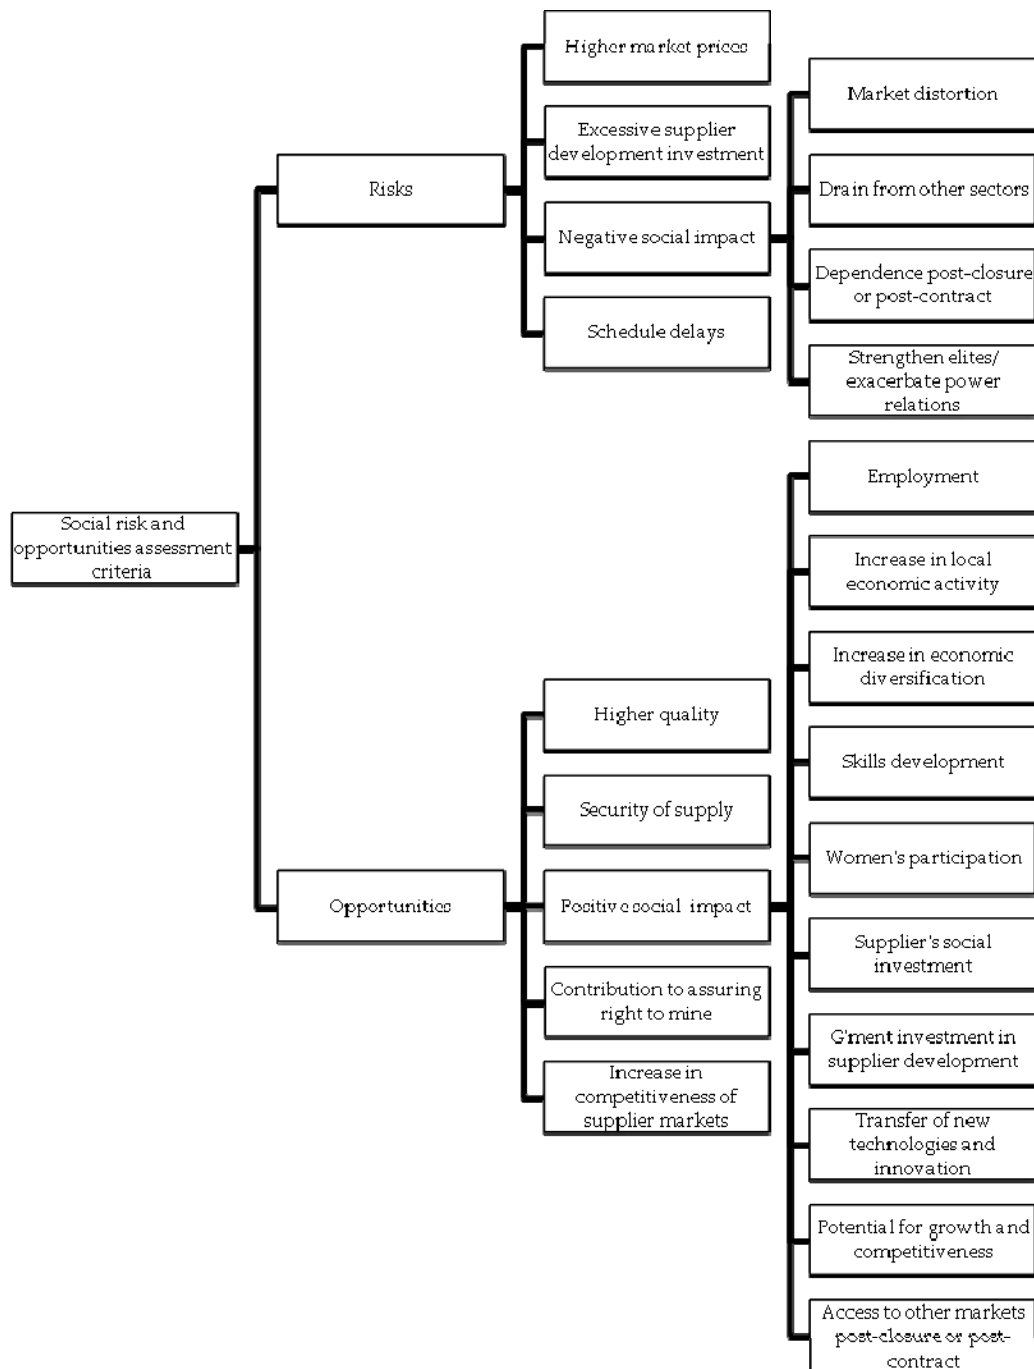 Social risk and
opportunities assessment
criteria
Risks
Higher market prices
Excessive supplier
development investment
Negative social impact
Market distortion
Drain from other sectors
Dependence post-closure
or post-contract
Strengthen elites/
exacerbate power
relations
Schedule delays
Opportunities
Higher quality
Security of supply
Positive social impact
Employment
Increase in local
economic activity
Increase in economic
diversification
Skills development
Women's participation
Supplier's social
investment
G'ment investment in
supplier development
Transfer of new
technologies and
innovation
Potential for growth and
competitiveness
Access to other markets
post-closure or post-
contract
Contribution to assuring
right to mine
Increase in
competitiveness of
supplier markets